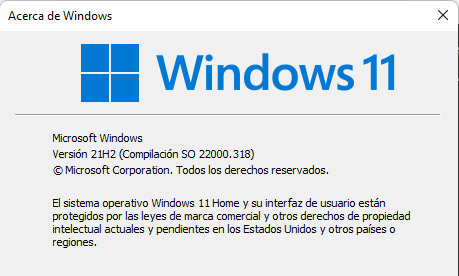 Acerca de Windows
Windows 11
Microsoft Windows
Versión 21H2 (Compilación SO 22000.318)
© Microsoft Corporation. Todos los derechos reservados.
El sistema operativo Windows 11 Home y su interfaz de usuario están
protegidos por las leyes de marca comercial y otros derechos de propiedad
intelectual actuales y pendientes en los Estados Unidos y otros países o
regiones.